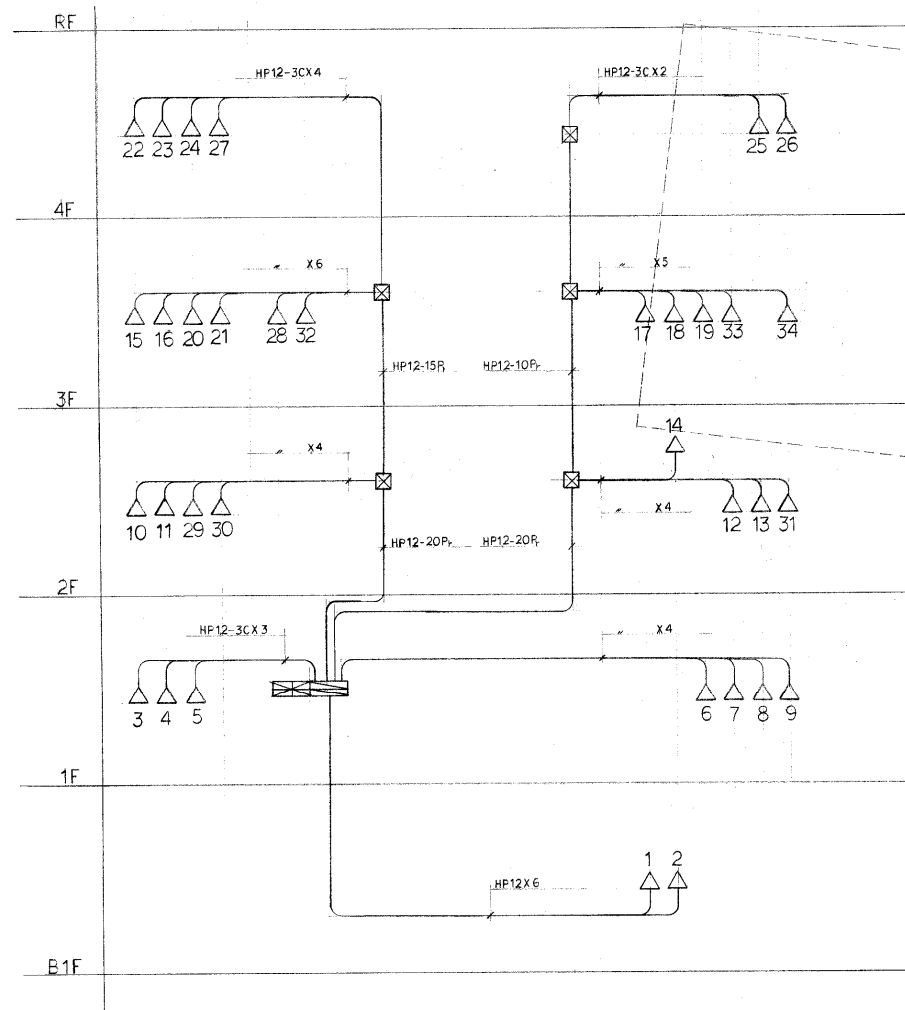 RF
HP12-3CX4 HP12-3CX2
22 23 24 27 25 26
4F
〃 X6 〃 X5
15 16 20 21 28 32 17 18 19 33 34
HP12-15Pr HP12-10Pr
3F
14
〃 X4
10 11 29 30 12 13 31
〃 X4
HP12-20Pr HP12-20Pr
2F
HP12-3CX3 〃 X4
3 4 5 6 7 8 9
1F
1 2
HP12X6
B1F